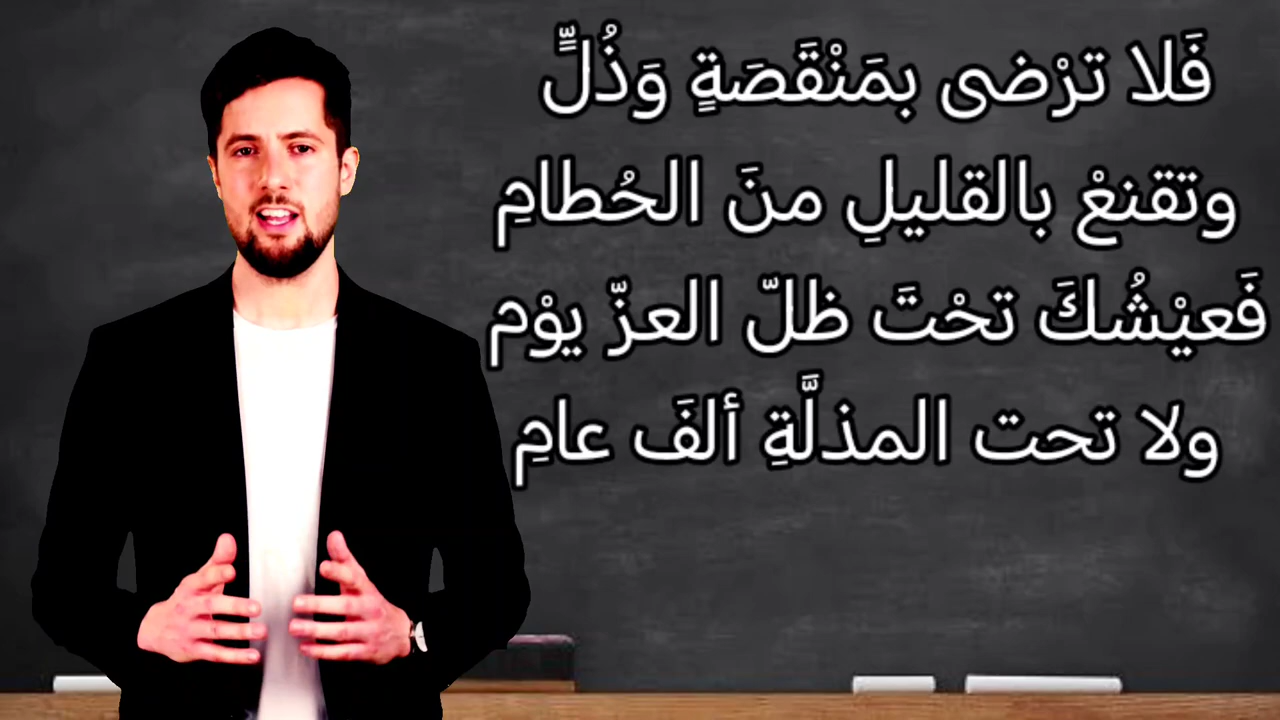 فَلا ترْضى بمَنْقَصَةٍ وَذُلٍّ
وتقنعْ بالقليلِ منَ الحُطامِ
فَعيْشُكَ تحْتَ ظلّ العزّ يوْم
ولا تحت المذلَّةِ ألفَ عامِ